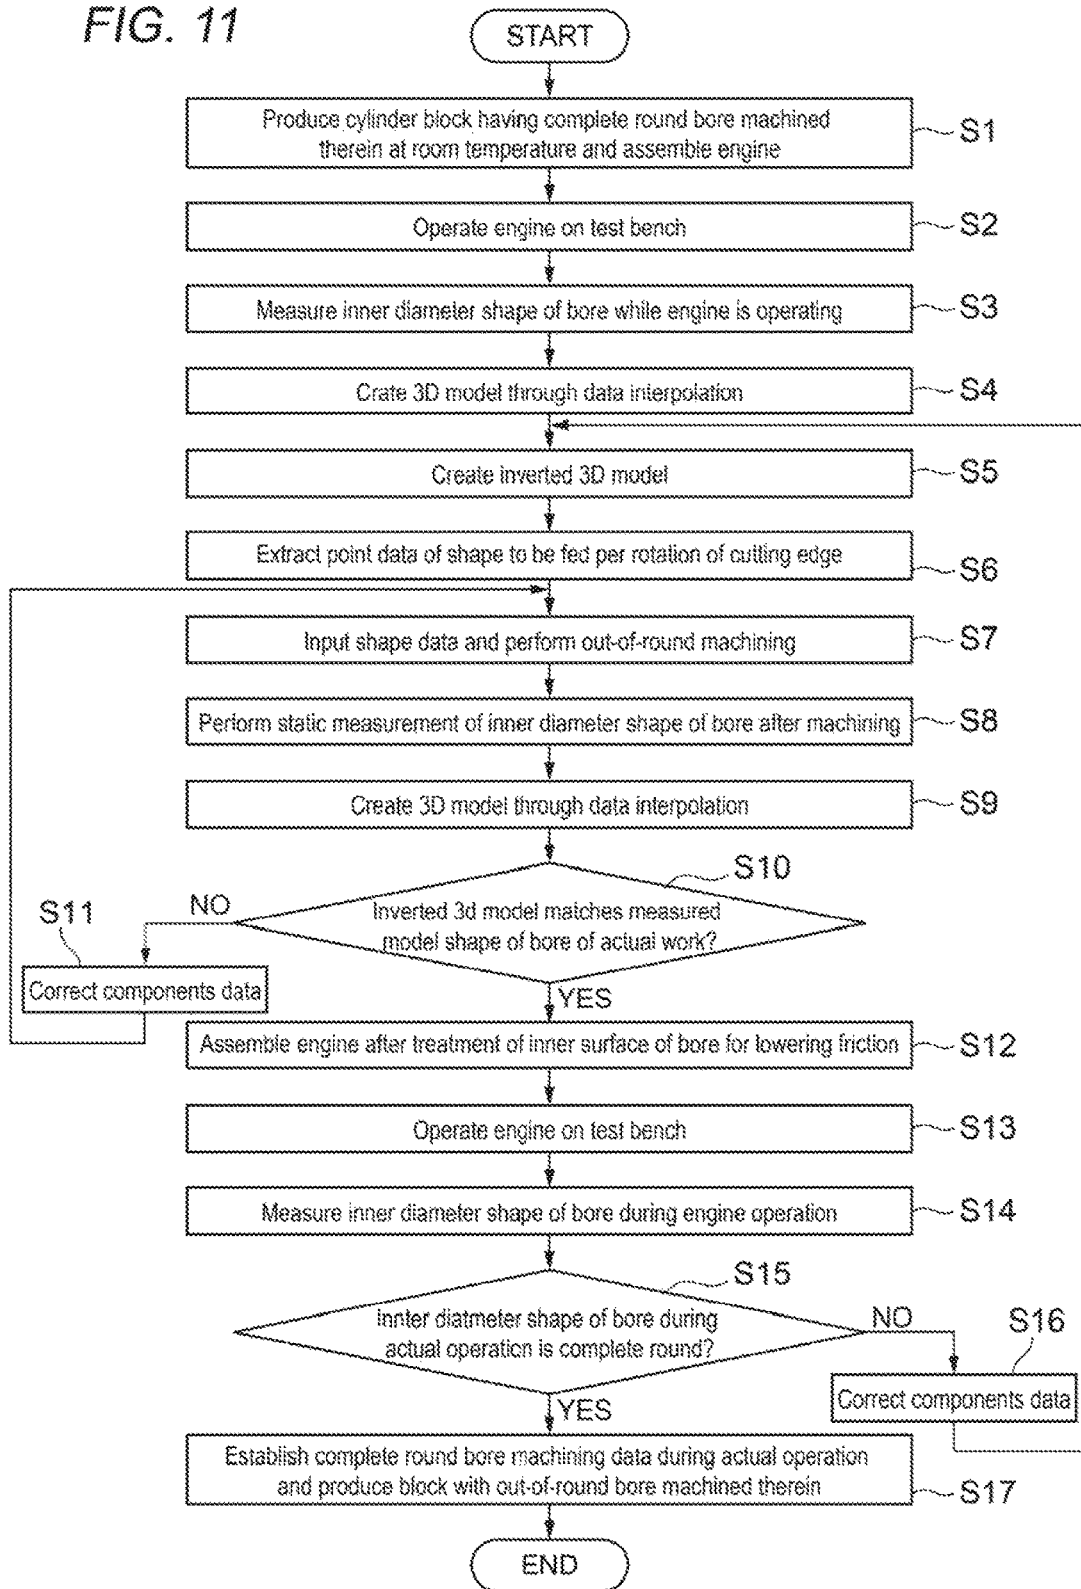 FIG. 11
START
Produce cylinder block having complete round bore machined
therein at room temperature and assemble engine
S1
Operate engine on test bench
S2
Measure inner diameter shape of bore while engine is operating
S3
Crate 3D model through data interpolation
S4
Create inverted 3D model
S5
Extract point data of shape to be fed per rotation of cutting edge
S6
Input shape data and perform out-of-round machining
S7
Perform static measurement of inner diameter shape of bore after machining
S8
Create 3D model through data interpolation
S9
S10
Inverted 3d model matches measured
model shape of bore of actual work?
NO
S11
Correct components data
YES
Assemble engine after treatment of inner surface of bore for lowering friction
S12
Operate engine on test bench
S13
Measure inner diameter shape of bore during engine operation
S14
S15
Innter diatmeter shape of bore during
actual operation is complete round?
NO
S16
Correct components data
YES
Establish complete round bore machining data during actual operation
and produce block with out-of-round bore machined therein
S17
END